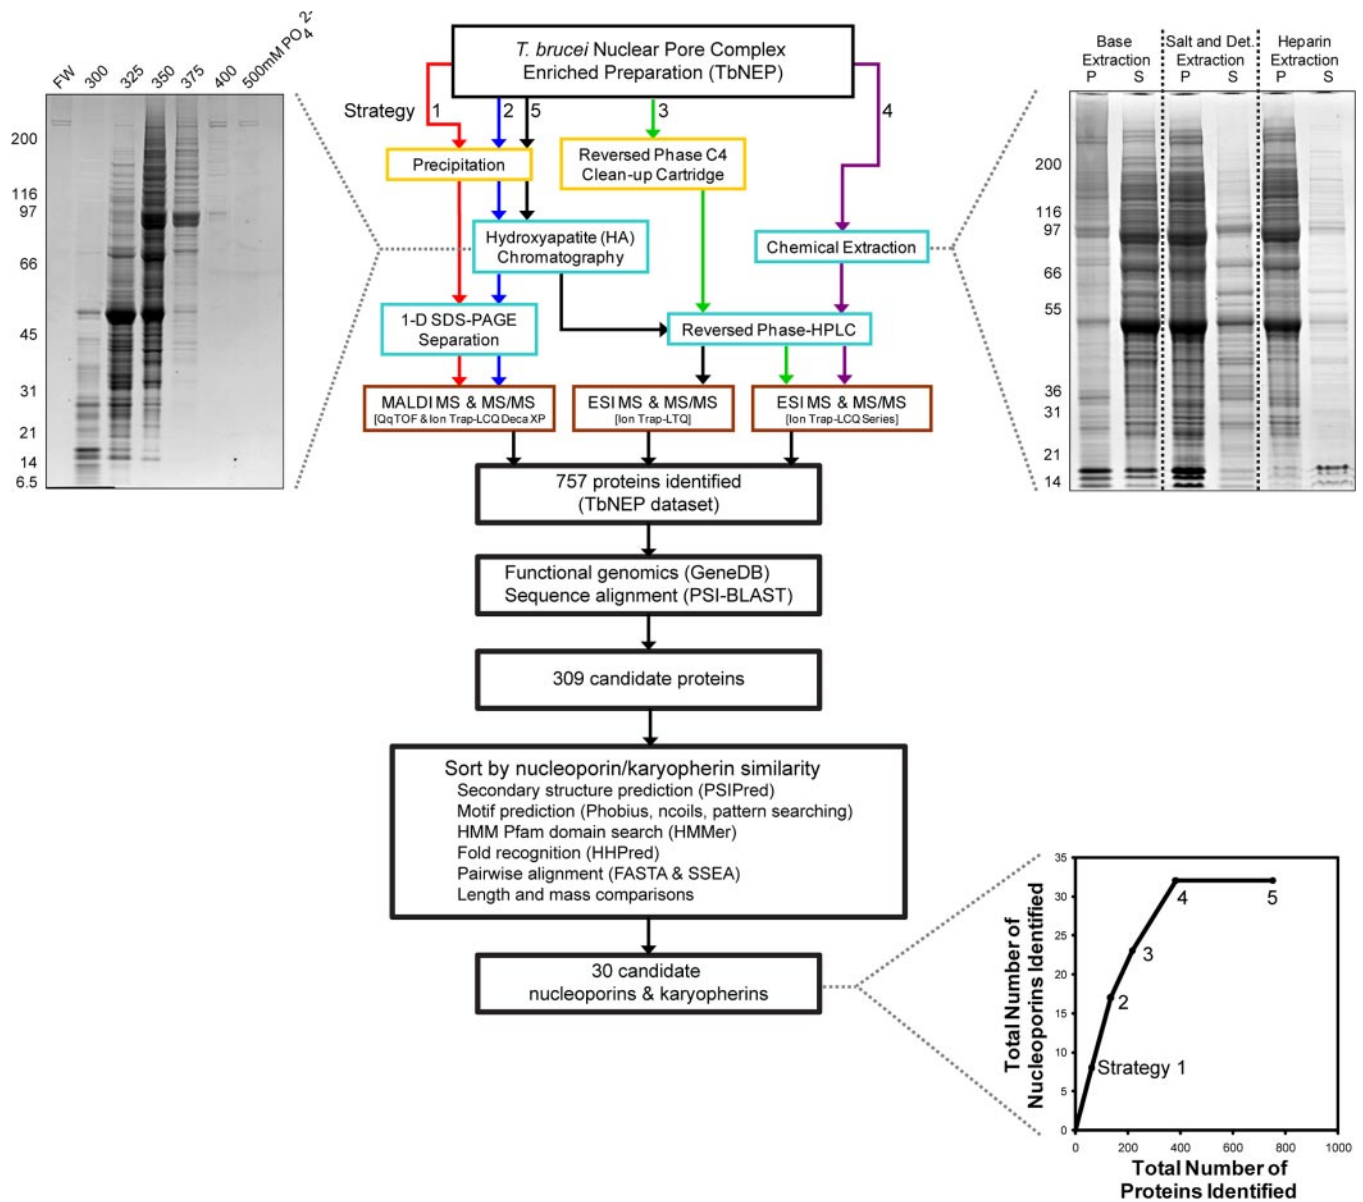 FW 300 325 350 375 400 500mM PO₄²⁻
200
116
97
66
45
31
21
14
6.5
T. brucei Nuclear Pore Complex
Enriched Preparation (TbNEP)
Strategy 1 2 5 3 4
Precipitation
Reversed Phase C4
Clean-up Cartridge
Hydroxyapatite (HA)
Chromatography
Chemical Extraction
1-D SDS-PAGE
Separation
Reversed Phase-HPLC
MALDI MS & MS/MS
[QqTOF & Ion Trap-LCQ Deca XP]
ESI MS & MS/MS
[Ion Trap-LTQ]
ESI MS & MS/MS
[Ion Trap-LCQ Series]
Base
Extraction
P S
Salt and Det.
Extraction
P S
Heparin
Extraction
P S
200
116
97
66
55
36
31
21
14
757 proteins identified
(TbNEP dataset)
Functional genomics (GeneDB)
Sequence alignment (PSI-BLAST)
309 candidate proteins
Sort by nucleoporin/karyopherin similarity
Secondary structure prediction (PSIPred)
Motif prediction (Phobius, ncoils, pattern searching)
HMM Pfam domain search (HMMer)
Fold recognition (HHPred)
Pairwise alignment (FASTA & SSEA)
Length and mass comparisons
30 candidate
nucleoporins & karyopherins
Total Number of
Nucleoporins Identified
35
30
25
20
15
10
5
0
Strategy 1
2
3
4
5
0 200 400 600 800 1000
Total Number of
Proteins Identified